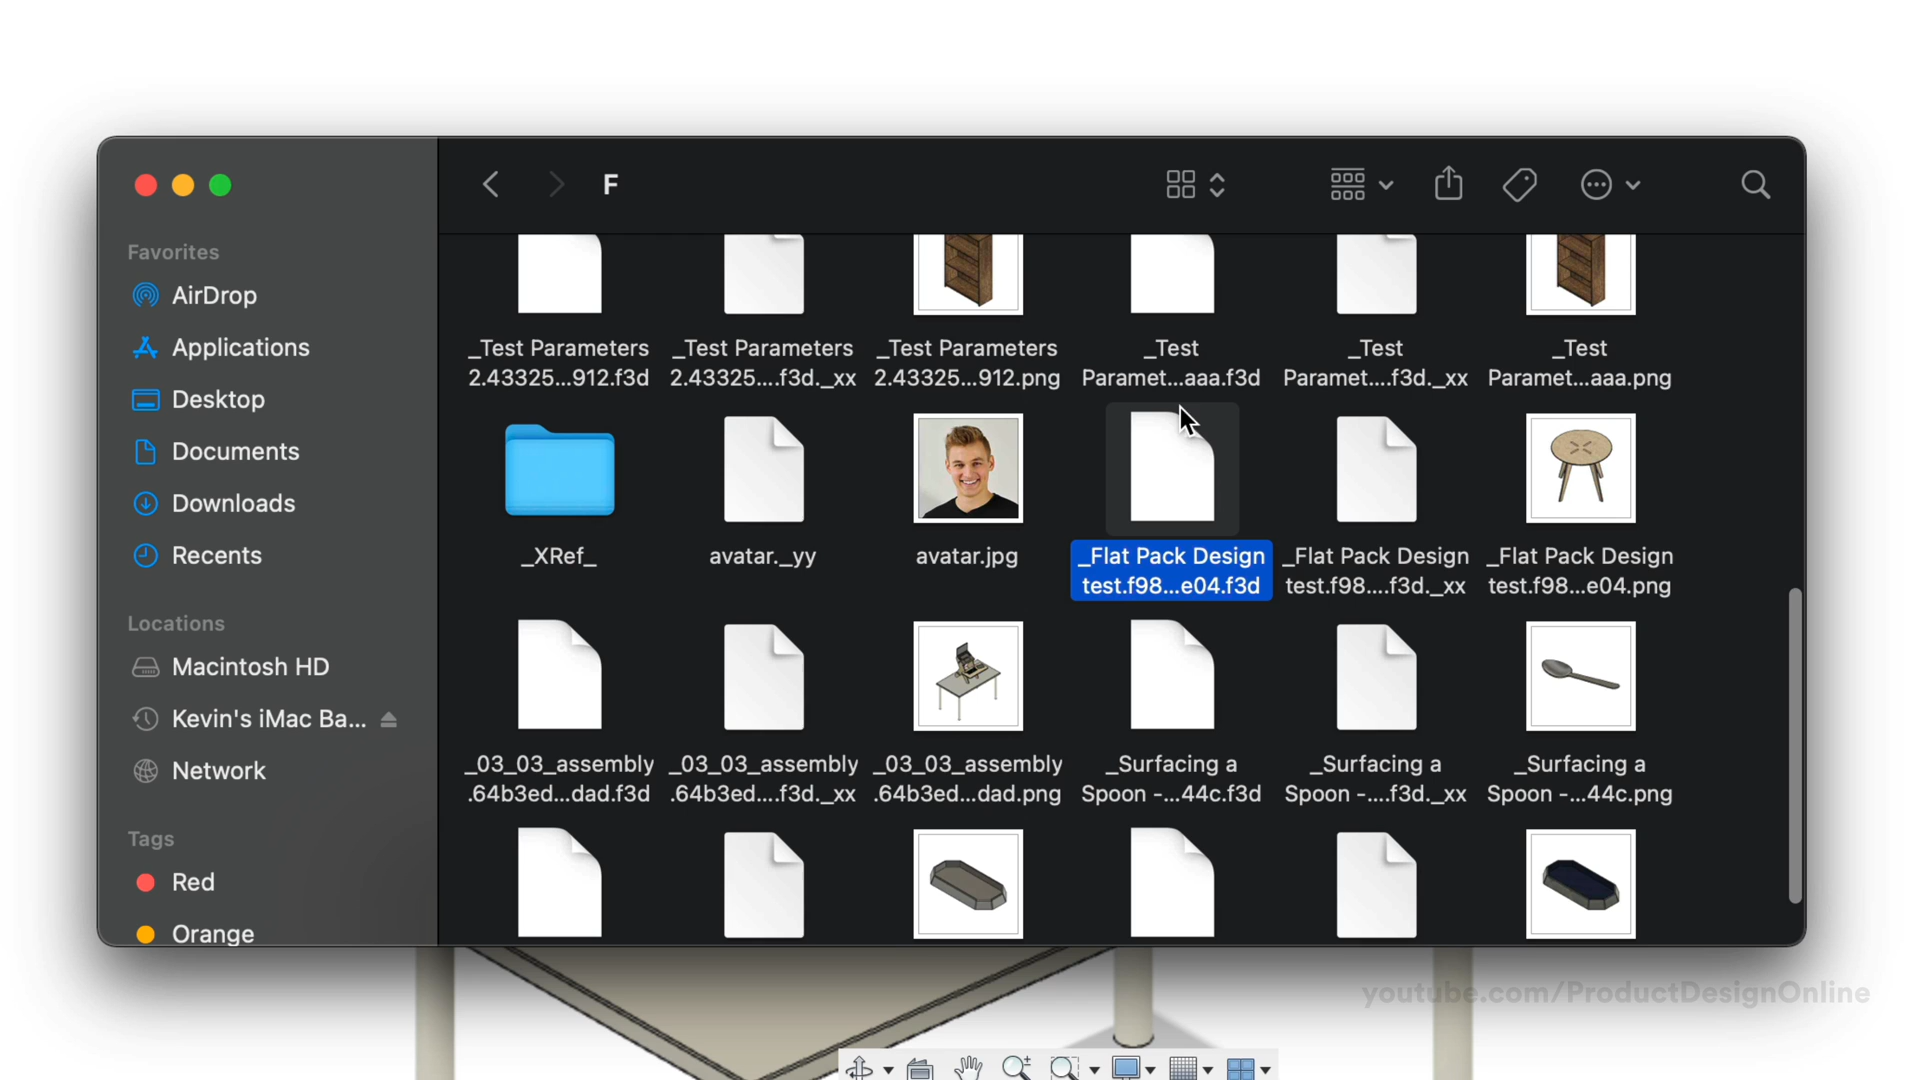 F
Favorites
AirDrop
Applications
Desktop
Documents
Downloads
Recents
Locations
Macintosh HD
Kevin's iMac Ba...
Network
Tags
Red
Orange
_Test Parameters
2.43325...912.f3d
_Test Parameters
2.43325....f3d._xx
_Test Parameters
2.43325...912.png
_Test
Paramet...aaa.f3d
_Test
Paramet....f3d._xx
_Test
Paramet...aaa.png
_XRef_
avatar._yy
avatar.jpg
_Flat Pack Design
test.f98...e04.f3d
_Flat Pack Design
test.f98....f3d._xx
_Flat Pack Design
test.f98...e04.png
_03_03_assembly
.64b3ed...dad.f3d
_03_03_assembly
.64b3ed....f3d._xx
_03_03_assembly
.64b3ed...dad.png
_Surfacing a
Spoon -...44c.f3d
_Surfacing a
Spoon -....f3d._xx
_Surfacing a
Spoon -...44c.png
youtube.com/ProductDesignOnline